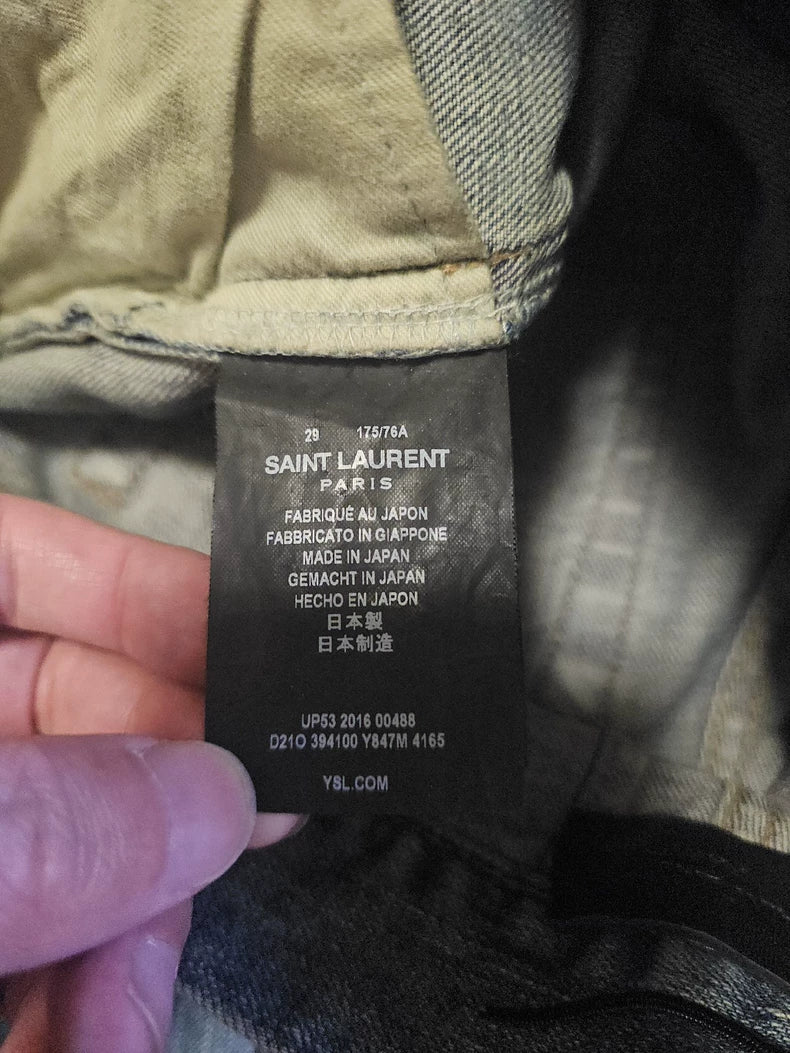 29 175/76A
SAINT LAURENT
PARIS
FABRIQUÉ AU JAPON
FABBRICATO IN GIAPPONE
MADE IN JAPAN
GEMACHT IN JAPAN
HECHO EN JAPON
日本製
日本制造
UP53 2016 00488
D21O 394100 Y847M 4165
YSL.COM